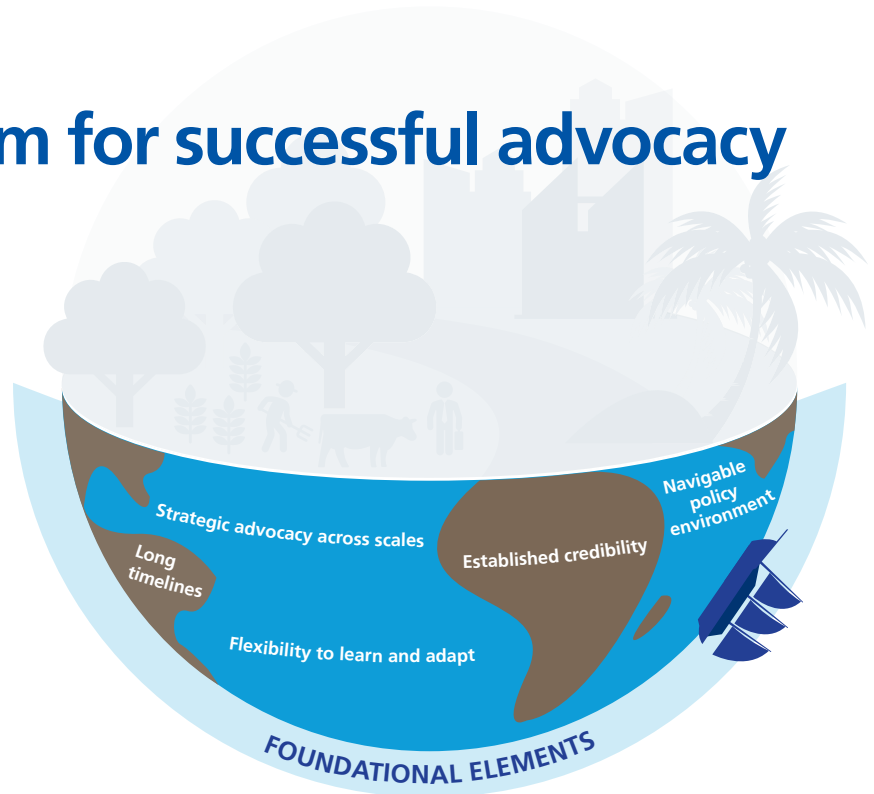 for successful advocacy
Navigable
policy
environment
Strategic advocacy across scales
Established credibility
Long
timelines
Flexibility to learn and adapt
FOUNDATIONAL ELEMENTS